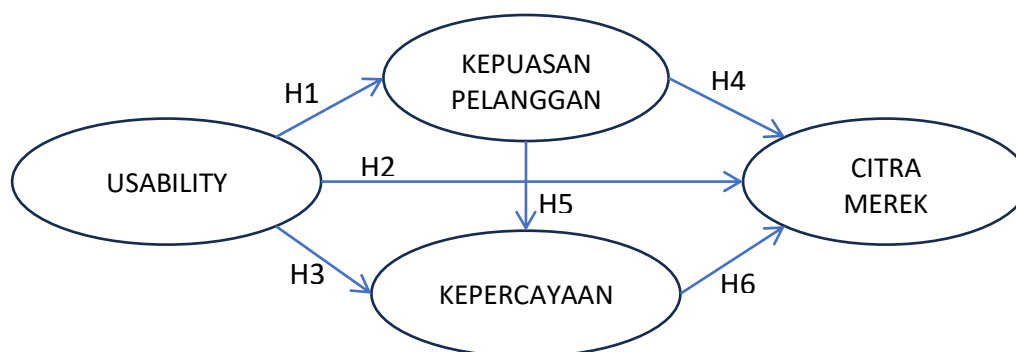 KEPUASAN
PELANGGAN
H1
H4
USABILITY
H2
CITRA
MEREK
H5
H3
KEPERCAYAAN
H6